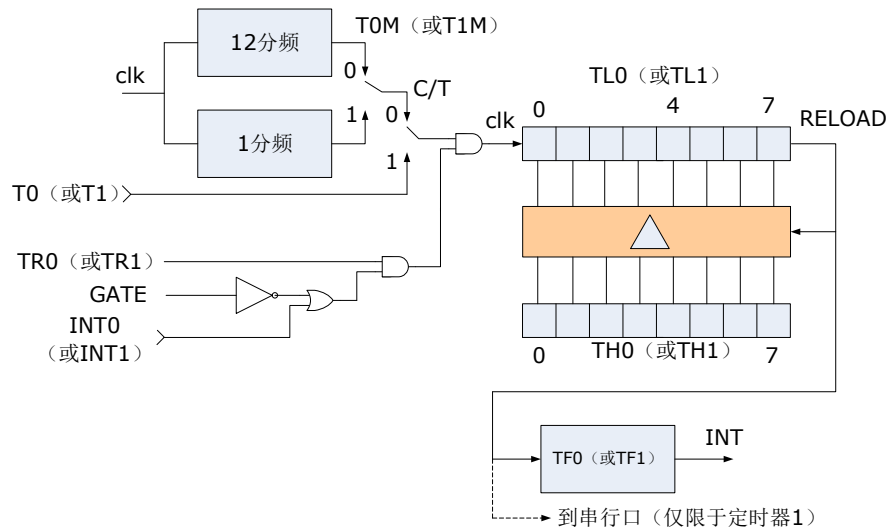 T0M（或T1M）
12分频
0
clk
C/T
1
0
1分频
1
T0（或T1）
clk
TL0（或TL1）
0
4
7
RELOAD
TR0（或TR1）
GATE
INT0
（或INT1）
0
TH0（或TH1）
7
TF0（或TF1）
INT
到串行口（仅限于定时器1）